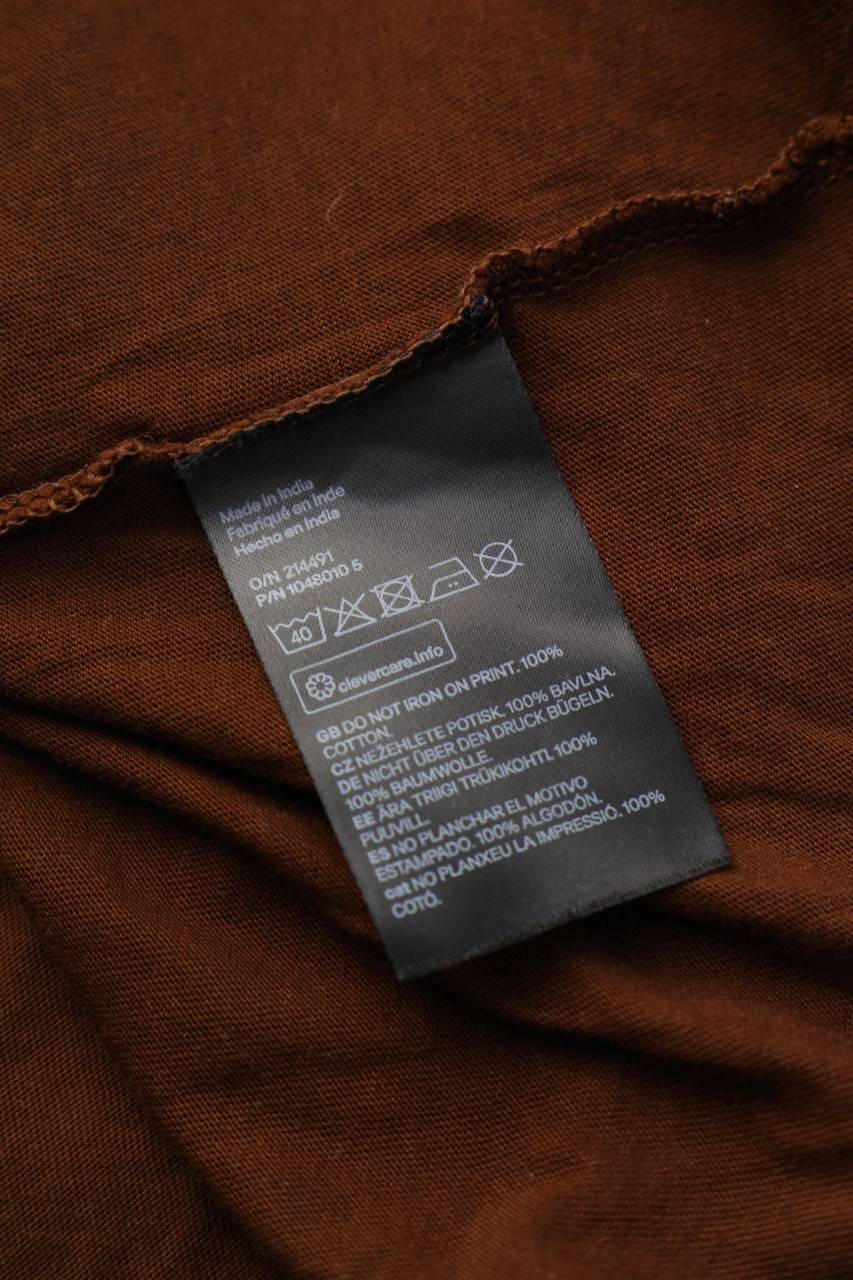 Made in India
Fabriqué en Inde
Hecho en India
O/N 214491
P/N 1048010 5
40
clevercare.info
GB DO NOT IRON ON PRINT. 100%
COTTON.
CZ NEŽEHLETE POTISK. 100% BAVLNA.
DE NICHT ÜBER DEN DRUCK BÜGELN.
100% BAUMWOLLE.
EE ÄRA TRIIGI TRÜKIKOHTI. 100%
PUUVILL.
ES NO PLANCHAR EL MOTIVO
ESTAMPADO. 100% ALGODÓN.
cat NO PLANXEU LA IMPRESSIÓ. 100%
COTÓ.